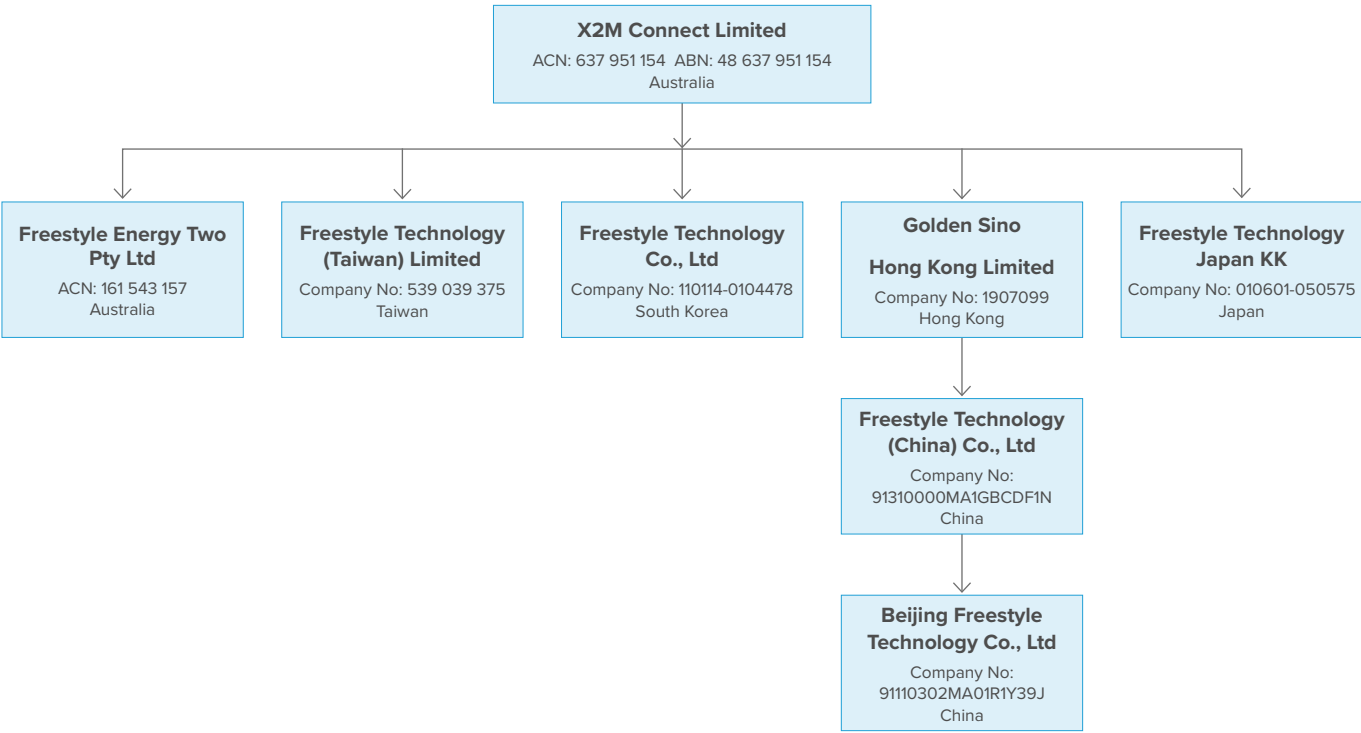 X2M Connect Limited
ACN: 637 951 154 ABN: 48 637 951 154
Australia
Freestyle Energy Two
Pty Ltd
ACN: 161 543 157
Australia
Freestyle Technology
(Taiwan) Limited
Company No: 539 039 375
Taiwan
Freestyle Technology
Co., Ltd
Company No: 110114-0104478
South Korea
Golden Sino
Hong Kong Limited
Company No: 1907099
Hong Kong
Freestyle Technology
Japan KK
Company No: 010601-050575
Japan
Freestyle Technology
(China) Co., Ltd
Company No:
91310000MA1GBCDF1N
China
Beijing Freestyle
Technology Co., Ltd
Company No:
91110302MA01R1Y39J
China